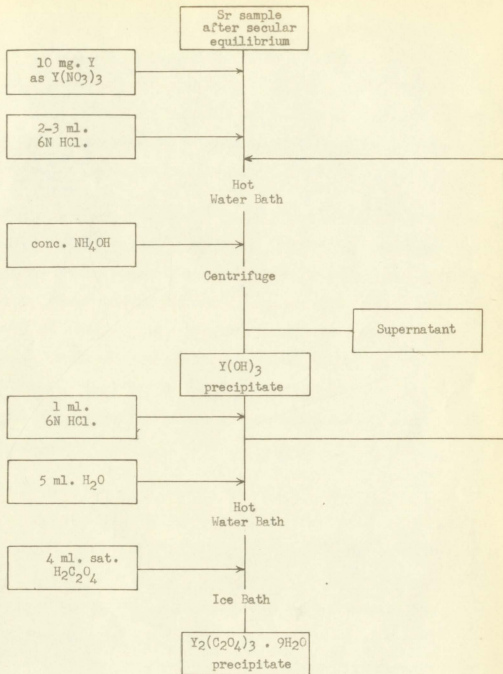 Sr sample
after secular
equilibrium
10 mg. Y
as Y(NO3)3
2-3 ml.
6N HCl.
Hot
Water Bath
conc. NH4OH
Centrifuge
Supernatant
Y(OH)3
precipitate
1 ml.
6N HCl.
5 ml. H2O
Hot
Water Bath
4 ml. sat.
H2C2O4
Ice Bath
Y2(C2O4)3 . 9H2O
precipitate